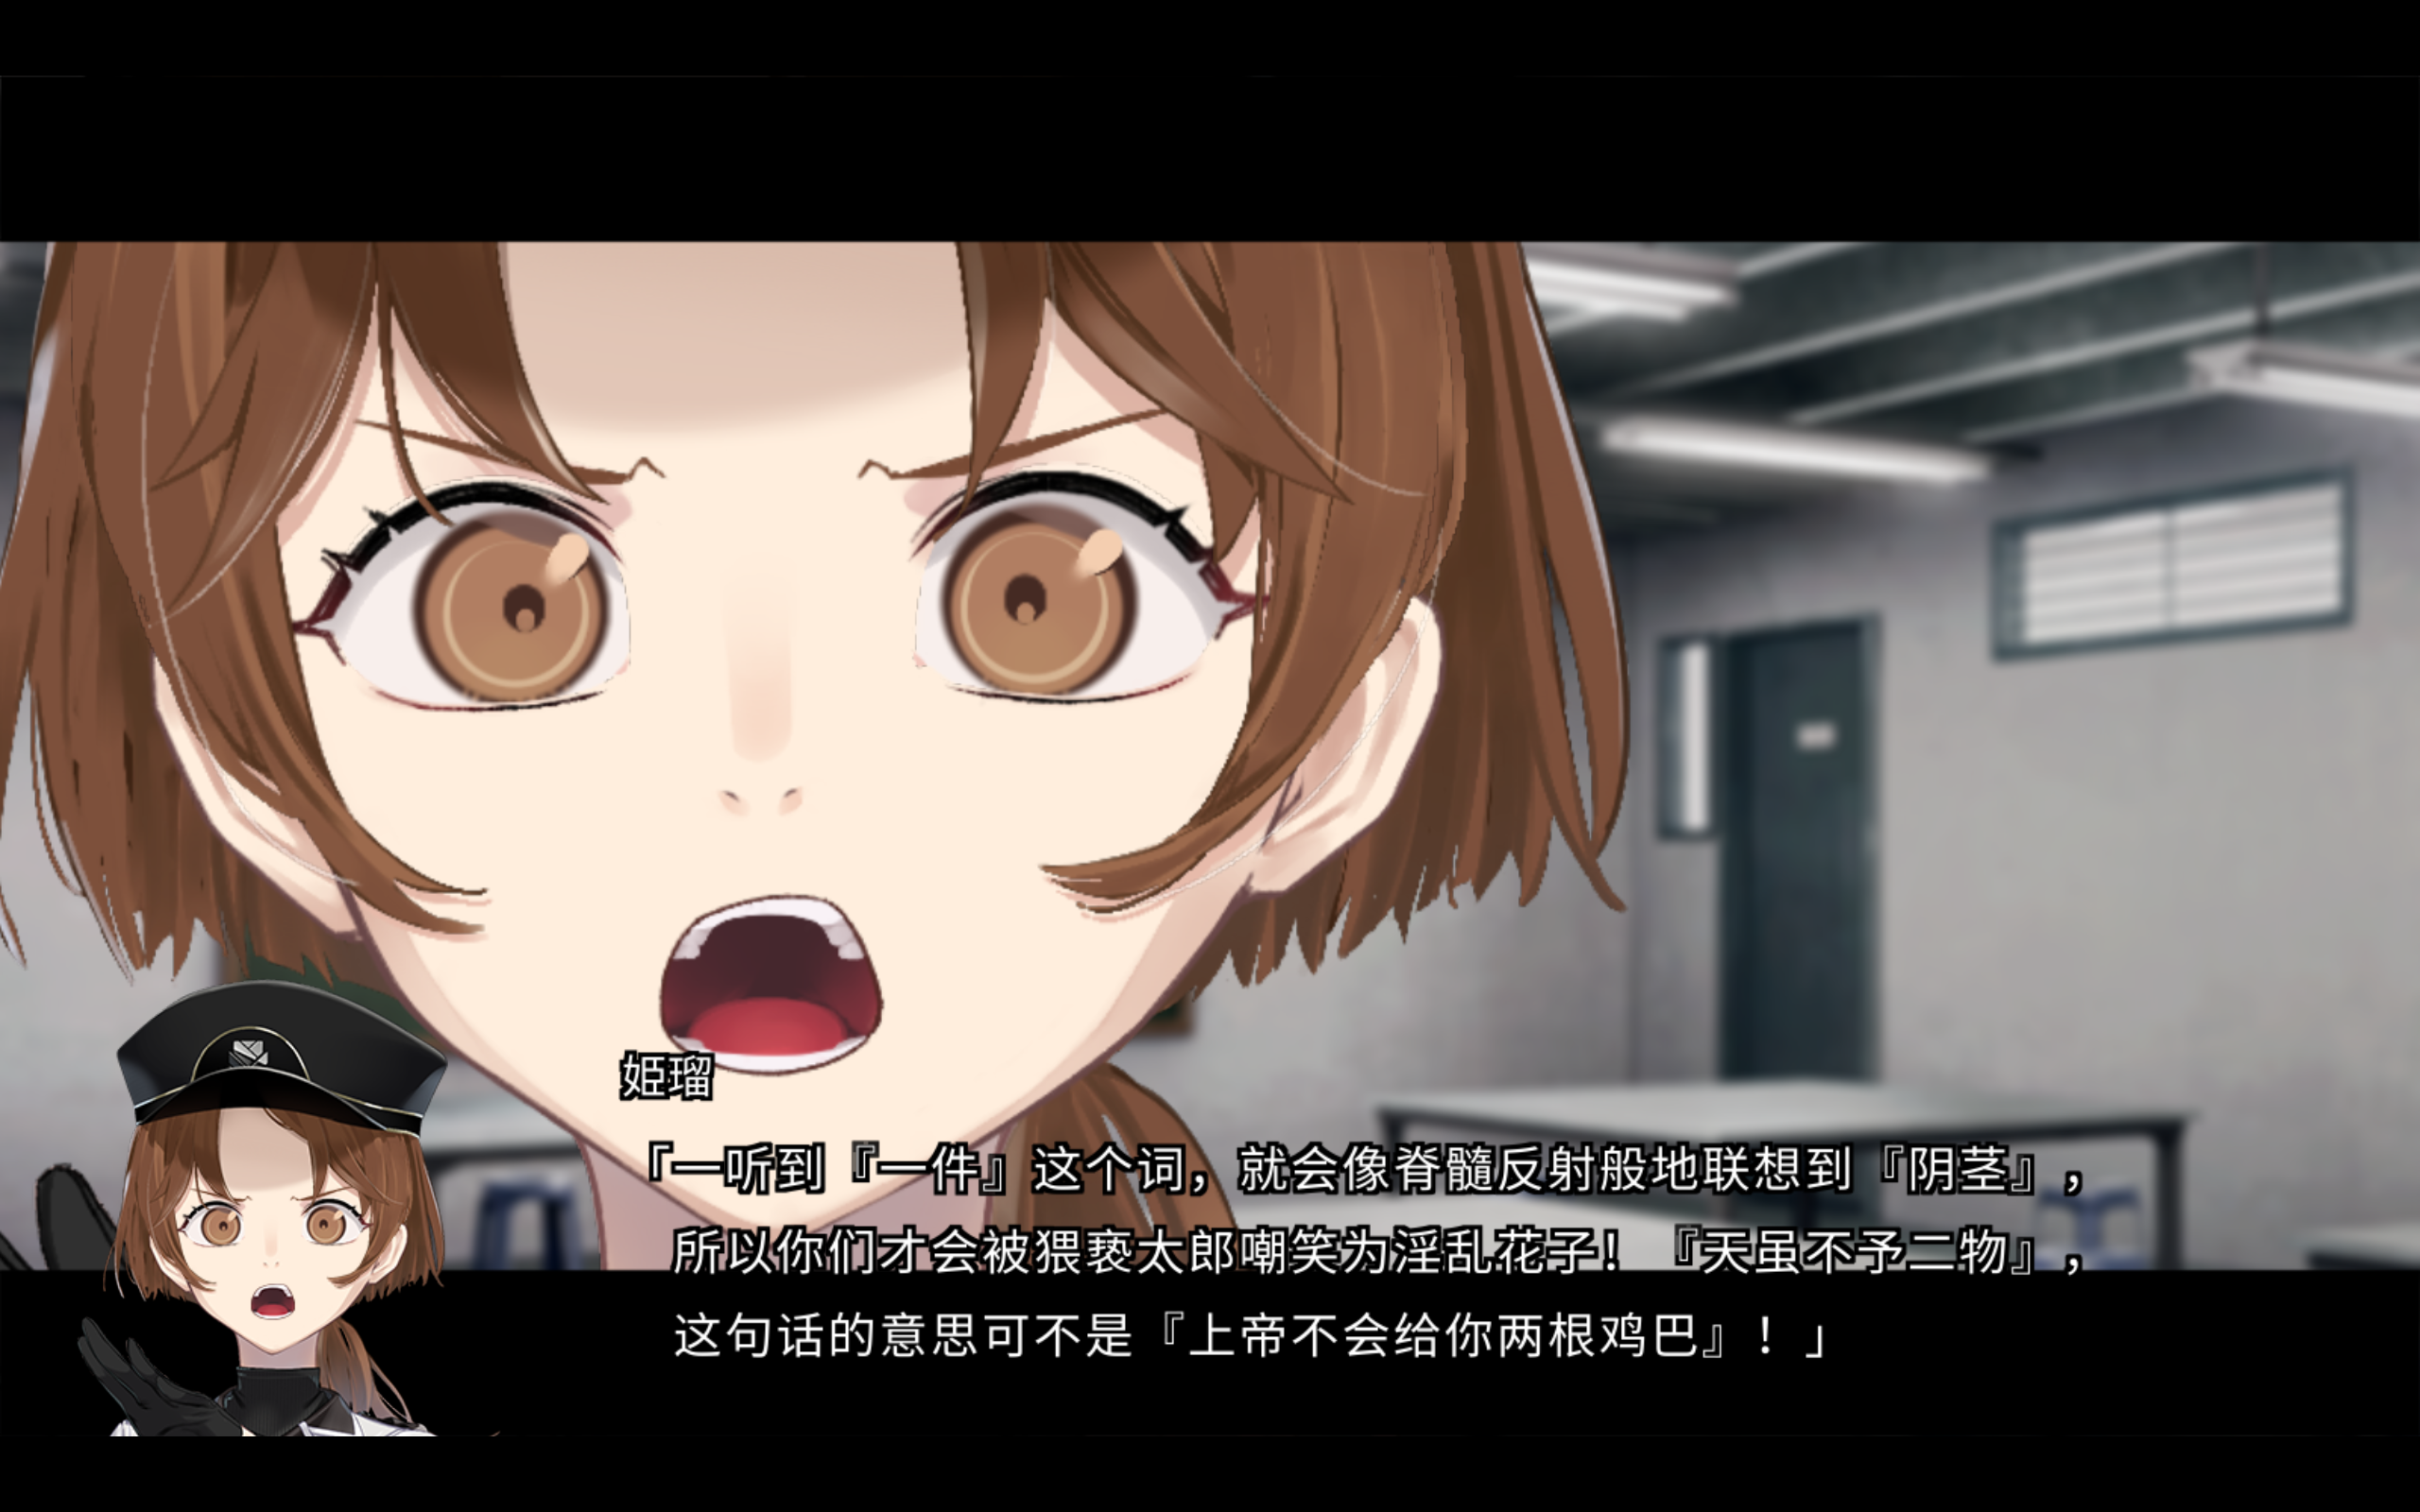 姫瑠
「一听到『一件』这个词，就会像脊髓反射般地联想到『阴茎』，
所以你们才会被猥亵太郎嘲笑为淫乱花子！『天虽不予二物』，
这句话的意思可不是『上帝不会给你两根鸡巴』！」